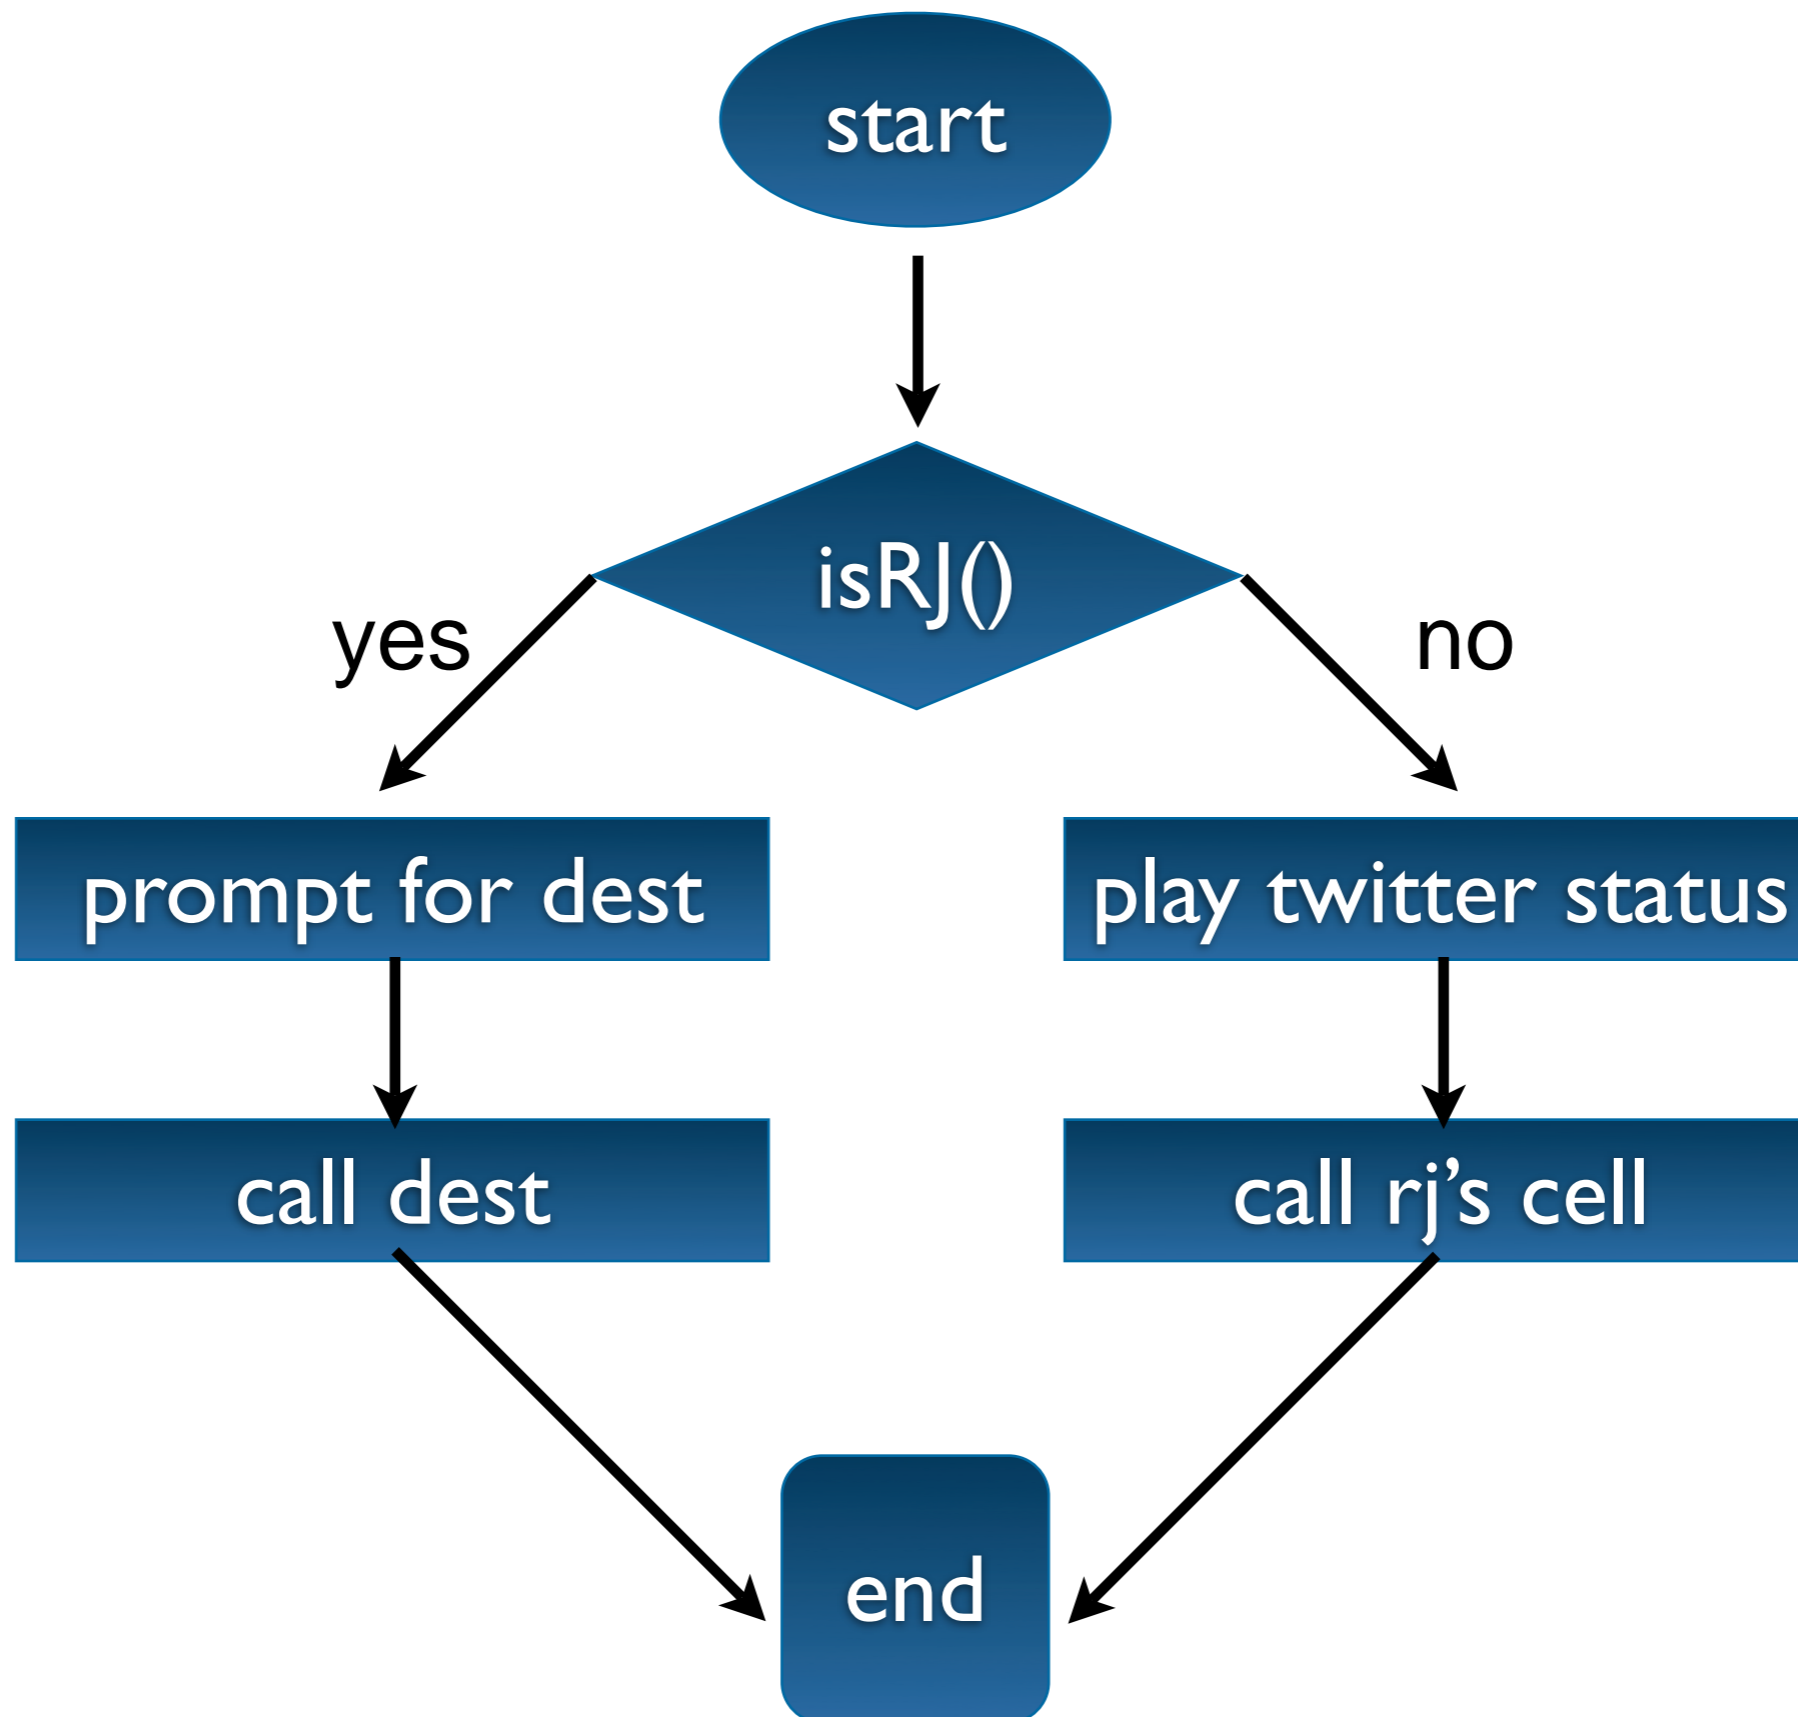 start
isRJ()
yes
no
prompt for dest
play twitter status
call dest
call rj’s cell
end